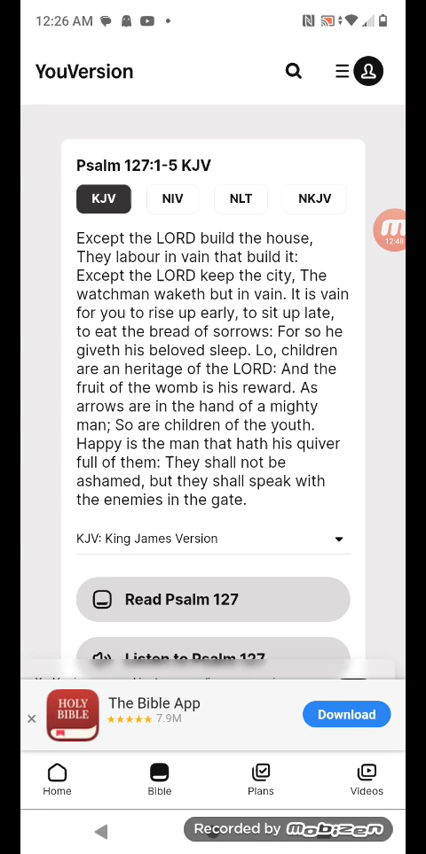 12:26 AM
YouVersion
Psalm 127:1-5 KJV
KJV NIV NLT NKJV
12:48
Except the LORD build the house,
They labour in vain that build it:
Except the LORD keep the city, The
watchman waketh but in vain. It is vain
for you to rise up early, to sit up late,
to eat the bread of sorrows: For so he
giveth his beloved sleep. Lo, children
are an heritage of the LORD: And the
fruit of the womb is his reward. As
arrows are in the hand of a mighty
man; So are children of the youth.
Happy is the man that hath his quiver
full of them: They shall not be
ashamed, but they shall speak with
the enemies in the gate.
KJV: King James Version
Read Psalm 127
Listen to Psalm 127
HOLY
BIBLE
The Bible App
★★★★★ 7.9M
Download
Home Bible Plans Videos
Recorded by mobizen